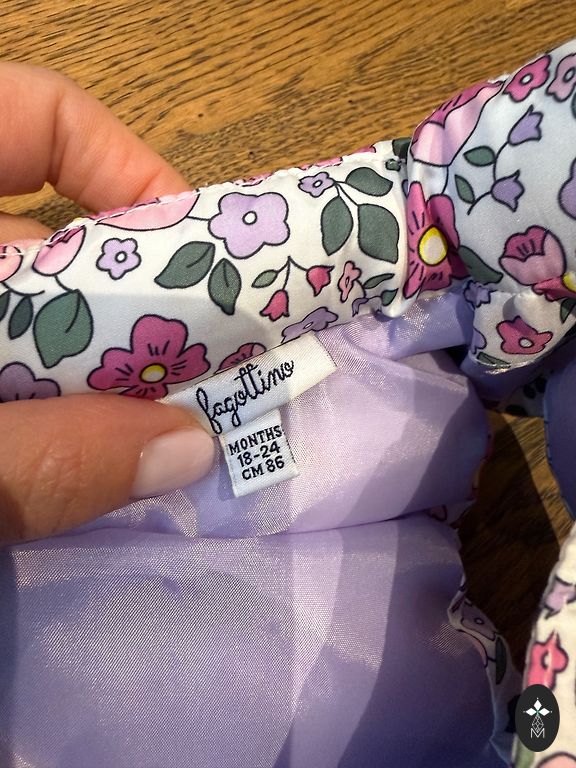 fagottino
MONTHS
18-24
CM 86
M